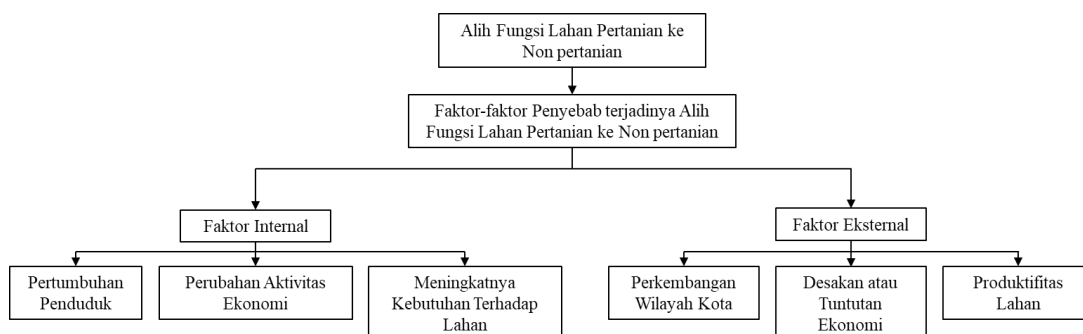 Alih Fungsi Lahan Pertanian ke
Non pertanian
Faktor-faktor Penyebab terjadinya Alih
Fungsi Lahan Pertanian ke Non pertanian
Faktor Internal
Faktor Eksternal
Pertumbuhan
Penduduk
Perubahan Aktivitas
Ekonomi
Meningkatnya
Kebutuhan Terhadap
Lahan
Perkembangan
Wilayah Kota
Desakan atau
Tuntutan
Ekonomi
Produktifitas
Lahan